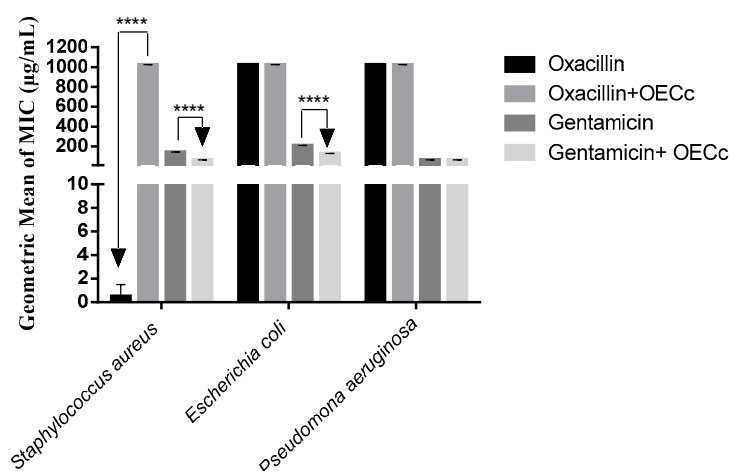 Geometric Mean of MIC (µg/mL)
1200
1000
800
600
400
200
10
8
6
4
2
0
****
****
****
Staphylococcus aureus
Escherichia coli
Pseudomona aeruginosa
Oxacillin
Oxacillin+OECc
Gentamicin
Gentamicin+ OECc